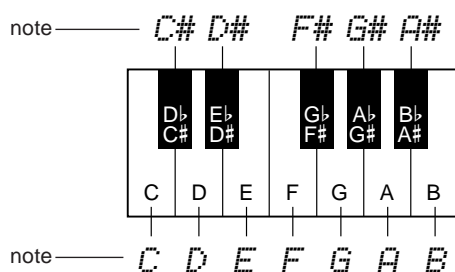 note C# D# F# G# A#
D♭ E♭ G♭ A♭ B♭
C♯ D♯ F♯ G♯ A♯
C D E F G A B
note C D E F G A B